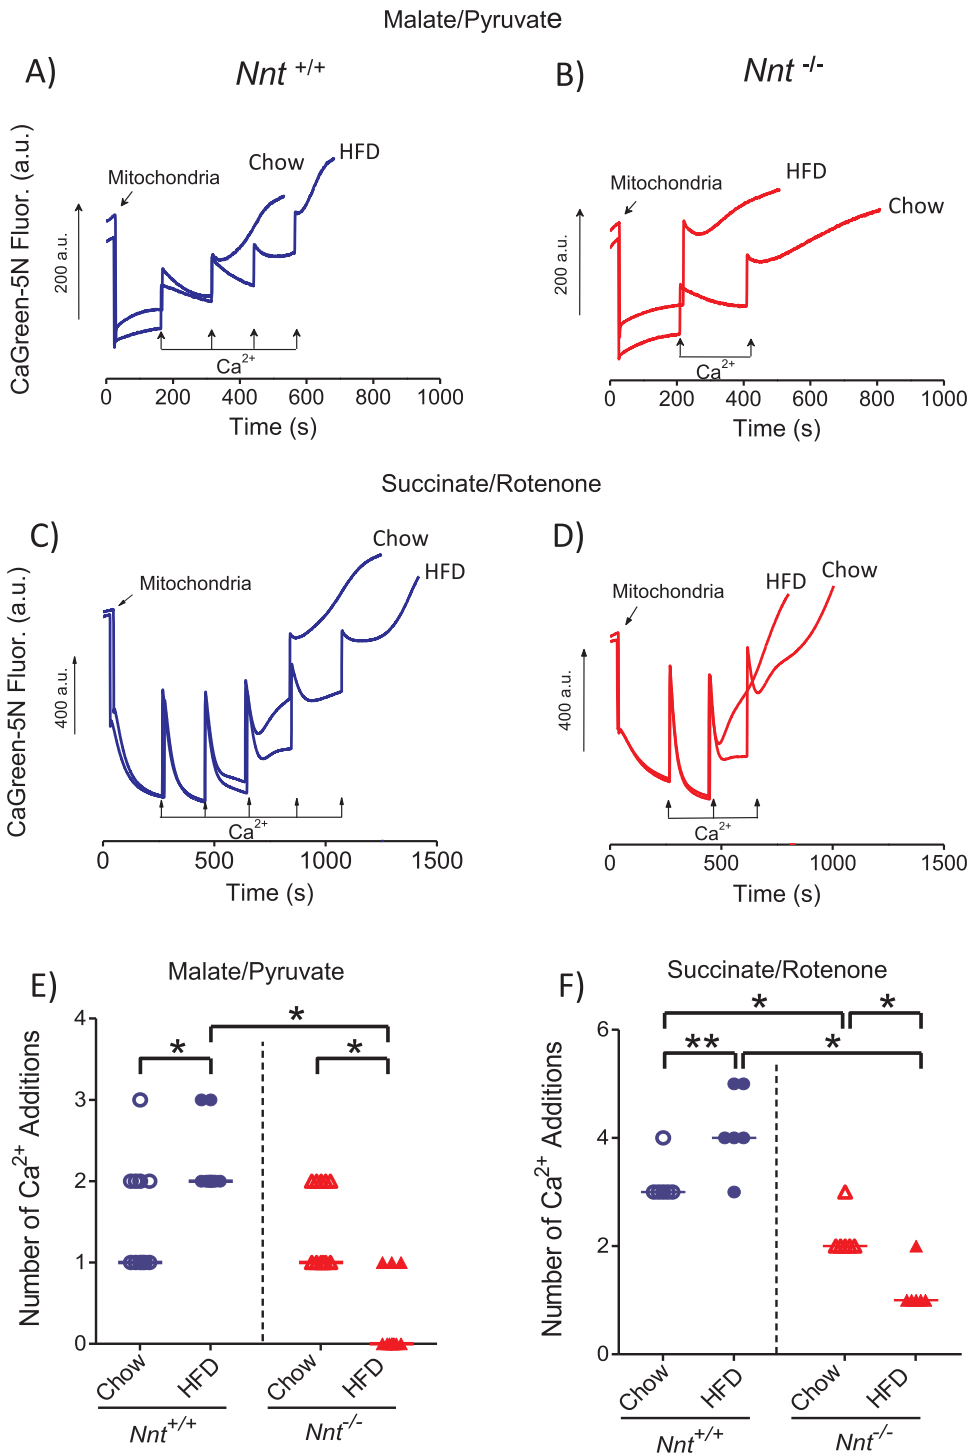 Malate/Pyruvate
A)
Nnt +/+
B)
Nnt -/-
CaGreen-5N Fluor. (a.u.)
200 a.u.
Mitochondria
Chow
HFD
Ca2+
0 200 400 600 800 1000
Time (s)
200 a.u.
Mitochondria
HFD
Chow
Ca2+
0 200 400 600 800 1000
Time (s)
Succinate/Rotenone
C)
D)
CaGreen-5N Fluor. (a.u.)
400 a.u.
Mitochondria
Chow
HFD
Ca2+
0 500 1000 1500
Time (s)
400 a.u.
Mitochondria
HFD
Chow
Ca2+
0 500 1000 1500
Time (s)
E)
Malate/Pyruvate
Number of Ca2+ Additions
4
3
2
1
0
*
*
*
Chow HFD Chow HFD
Nnt+/+ Nnt-/-
F)
Succinate/Rotenone
Number of Ca2+ Additions
6
4
2
0
* *
** *
Chow HFD Chow HFD
Nnt+/+ Nnt-/-